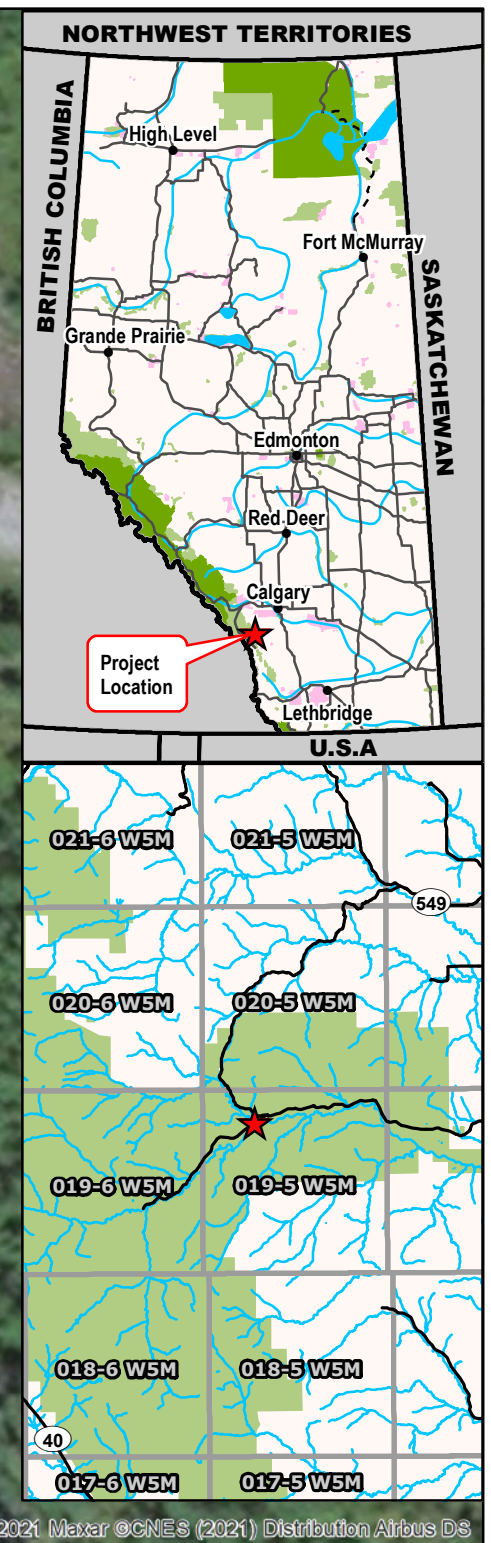 NORTHWEST TERRITORIES
BRITISH COLUMBIA
High Level
Fort McMurray
SASKATCHEWAN
Grande Prairie
Edmonton
Red Deer
Calgary
Project
Location
Lethbridge
U.S.A
021-6 W5M
021-5 W5M
549
020-6 W5M
020-5 W5M
019-6 W5M
019-5 W5M
018-6 W5M
018-5 W5M
40
017-6 W5M
017-5 W5M
2021 Maxar ©CNES (2021) Distribution Airbus DS